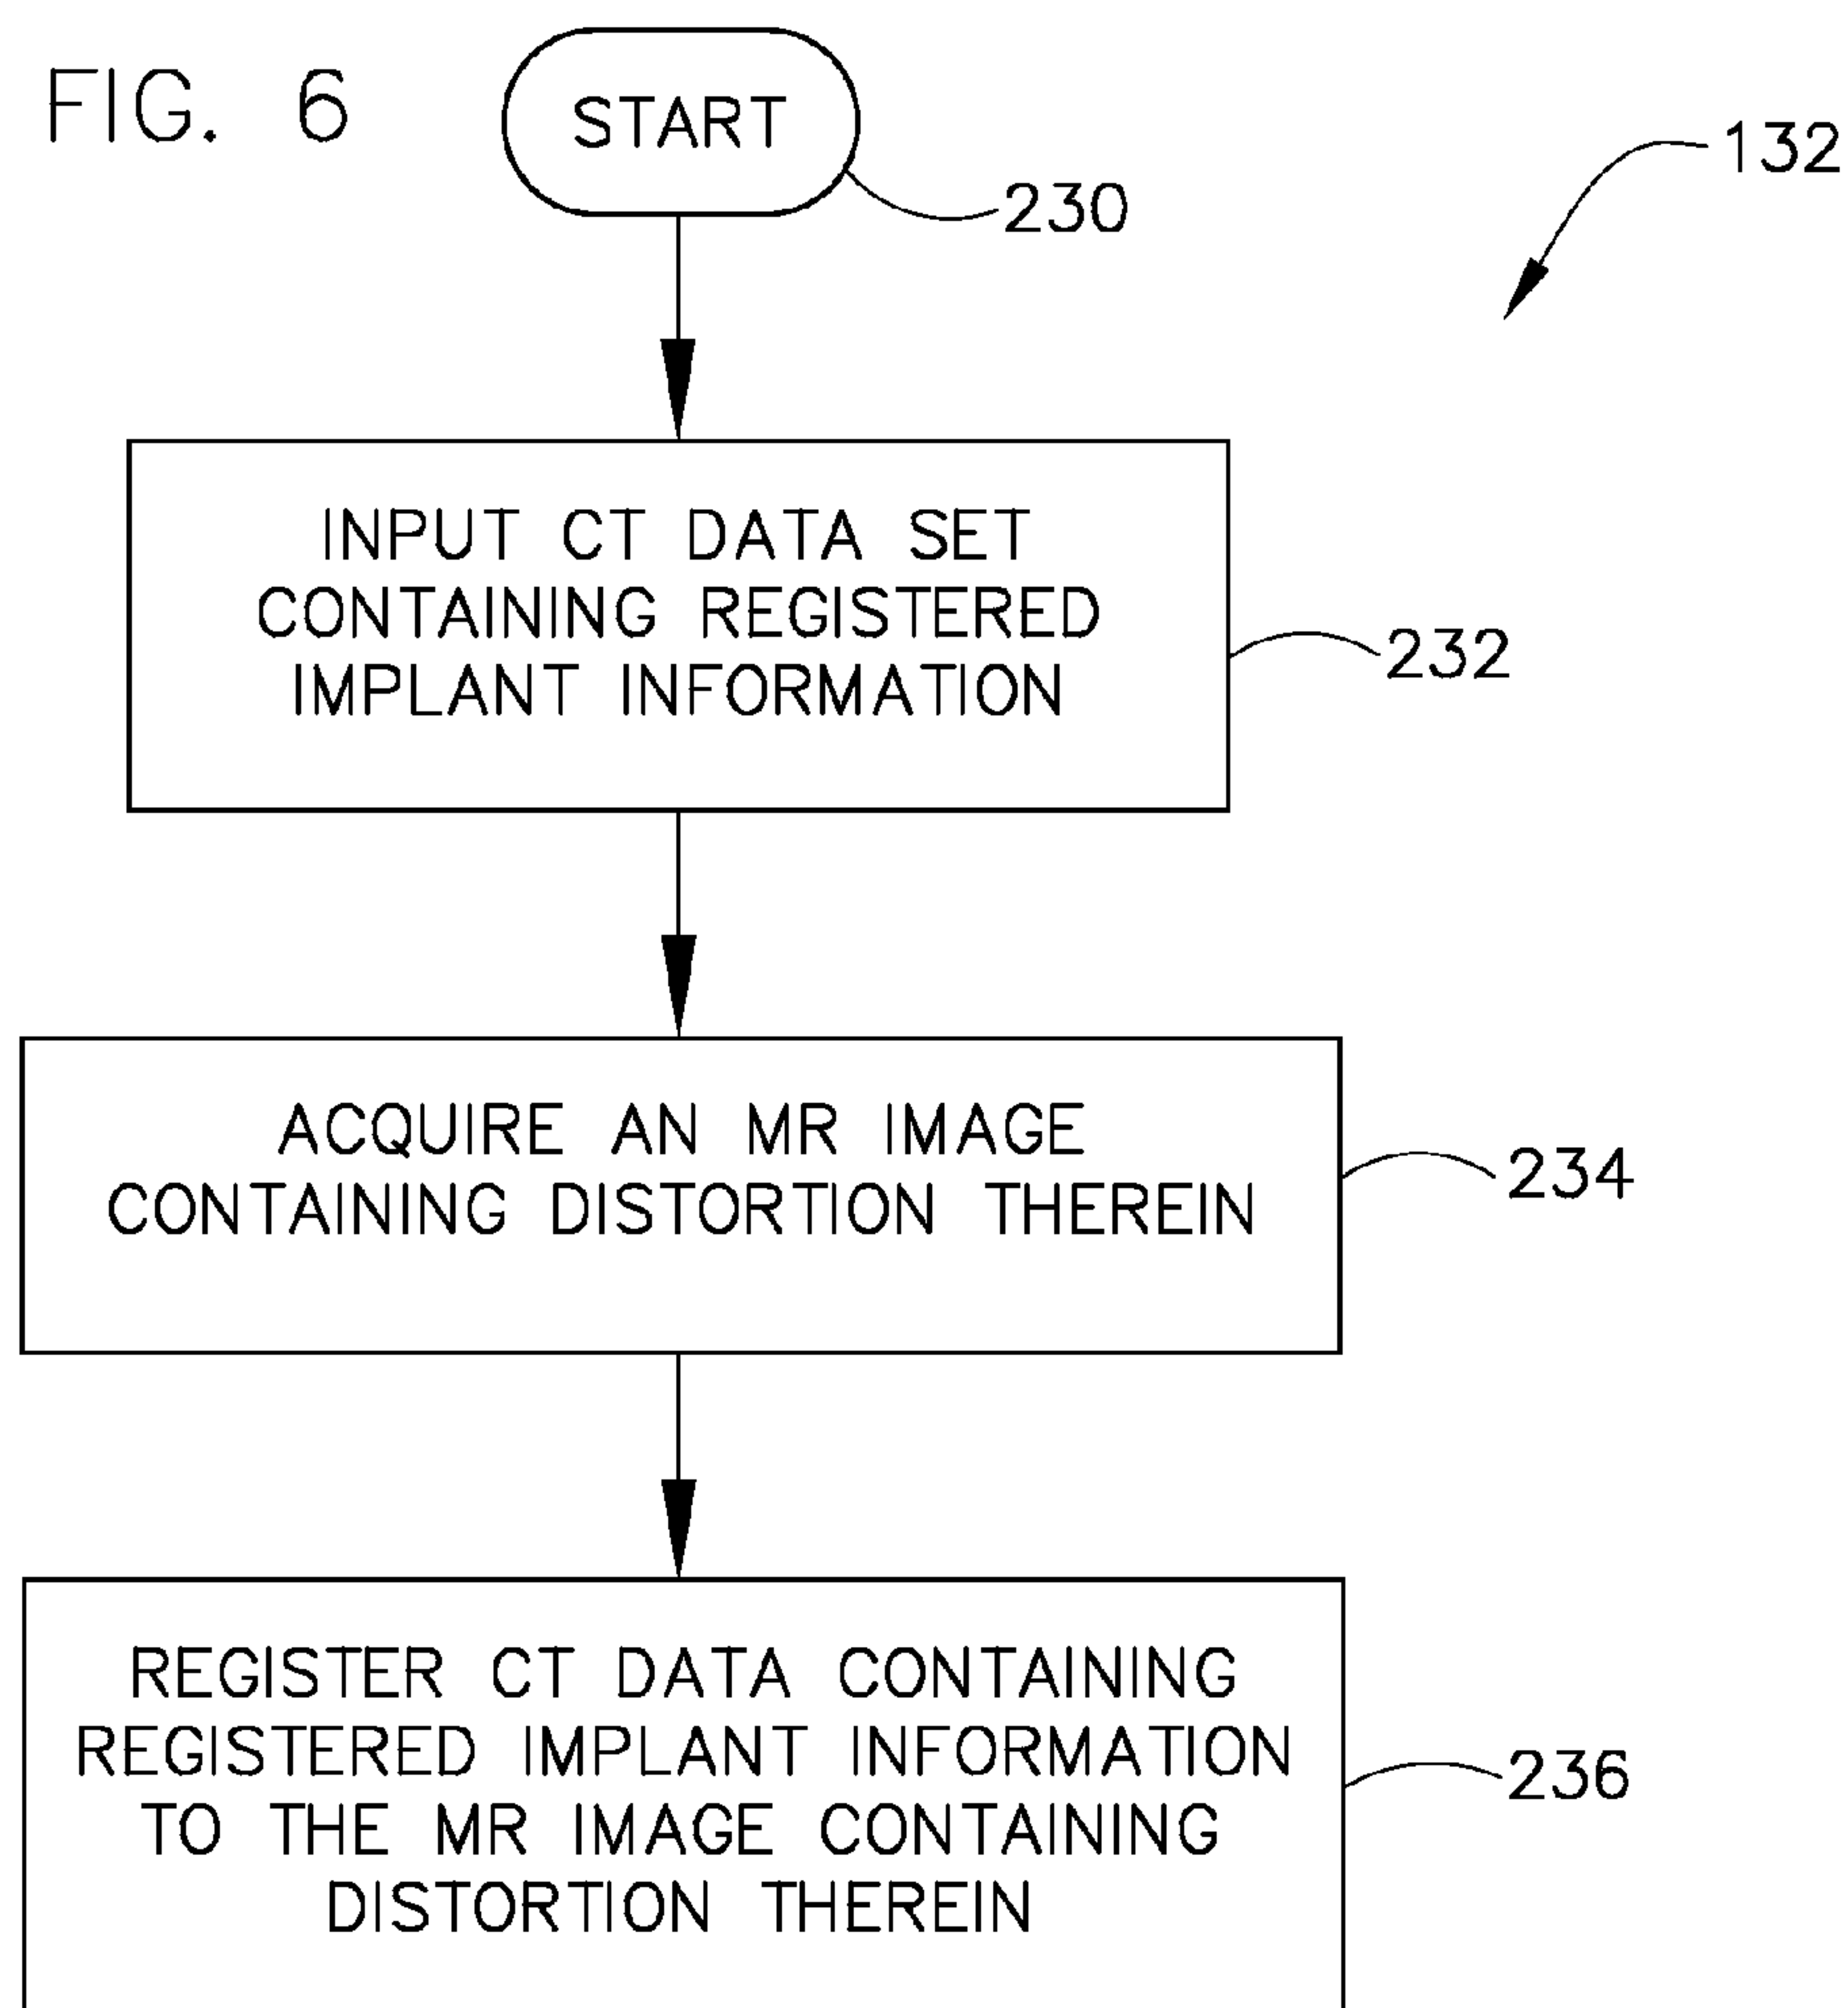 FIG. 6
START
132
230
INPUT CT DATA SET
CONTAINING REGISTERED
IMPLANT INFORMATION
232
ACQUIRE AN MR IMAGE
CONTAINING DISTORTION THEREIN
234
REGISTER CT DATA CONTAINING
REGISTERED IMPLANT INFORMATION
TO THE MR IMAGE CONTAINING
DISTORTION THEREIN
236